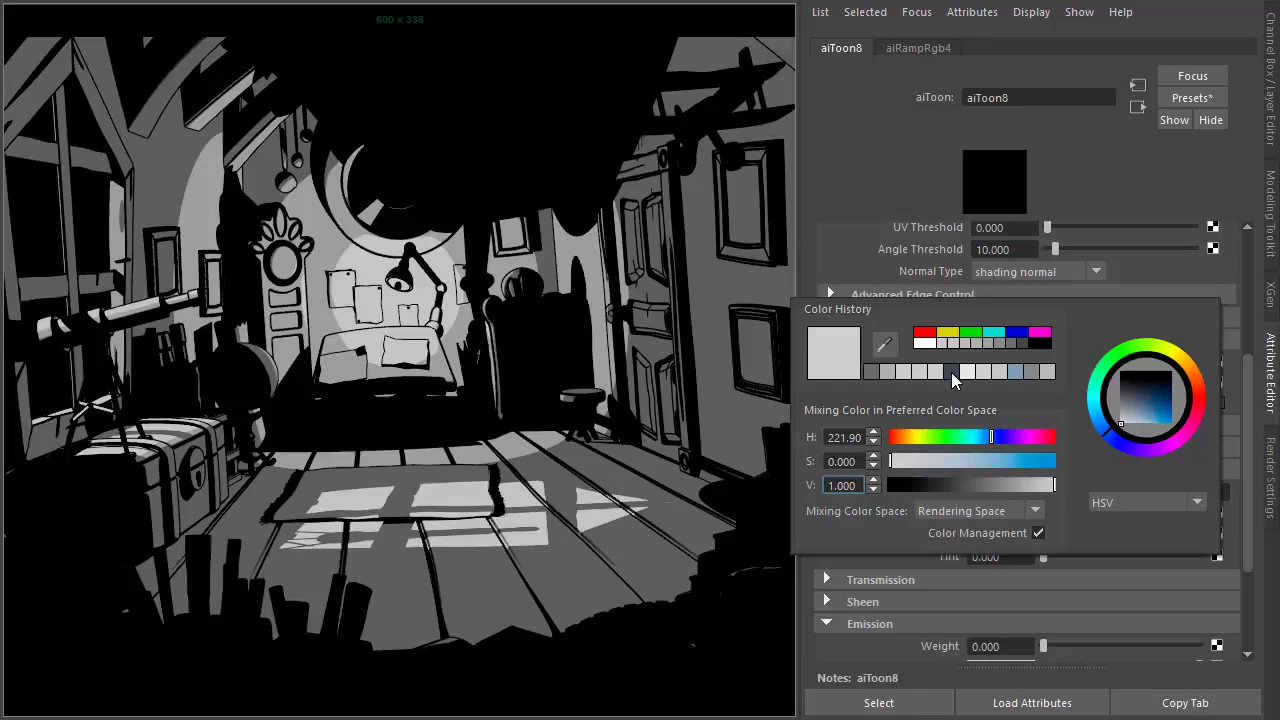 600 x 338
List Selected Focus Attributes Display Show Help
aiToon8 aiRampRgb4
Focus
aiToon: aiToon8 Presets*
Show Hide
UV Threshold 0.000
Angle Threshold 10.000
Normal Type shading normal
Advanced Edge Control
Color History
Mixing Color in Preferred Color Space
H: 221.90
S: 0.000
V: 1.000
Mixing Color Space: Rendering Space
HSV
Color Management
Tint 0.000
Transmission
Sheen
Emission
Weight 0.000
Notes: aiToon8
Select Load Attributes Copy Tab
Channel Box / Layer Editor
Modeling Toolkit
XGen
Attribute Editor
Render Settings